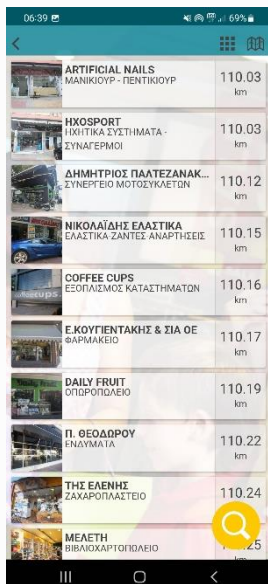 06:39 69%
ARTIFICIAL NAILS
ΜΑΝΙΚΙΟΥΡ - ΠΕΝΤΙΚΙΟΥΡ
110.03
km
ΗΧΟSPORT
ΗΧΗΤΙΚΑ ΣΥΣΤΗΜΑΤΑ -
ΣΥΝΑΓΕΡΜΟΙ
110.03
km
ΔΗΜΗΤΡΙΟΣ ΠΑΛΤΕΖΑΝΑΚ...
ΣΥΝΕΡΓΕΙΟ ΜΟΤΟΣΥΚΛΕΤΩΝ
110.12
km
ΝΙΚΟΛΑΪΔΗΣ ΕΛΑΣΤΙΚΑ
ΕΛΑΣΤΙΚΑ-ΖΑΝΤΕΣ-ΑΝΑΡΤΗΣΕΙΣ
110.15
km
COFFEE CUPS
ΕΞΟΠΛΙΣΜΟΣ ΚΑΤΑΣΤΗΜΑΤΩΝ
110.16
km
Ε.ΚΟΥΓΙΕΝΤΑΚΗΣ & ΣΙΑ ΟΕ
ΦΑΡΜΑΚΕΙΟ
110.17
km
DAILY FRUIT
ΟΠΩΡΟΠΩΛΕΙΟ
110.19
km
Π. ΘΕΟΔΩΡΟΥ
ΕΝΔΥΜΑΤΑ
110.22
km
ΤΗΣ ΕΛΕΝΗΣ
ΖΑΧΑΡΟΠΛΑΣΤΕΙΟ
110.24
ΜΕΛΕΤΗ
ΒΙΒΛΙΟΧΑΡΤΟΠΩΛΕΙΟ